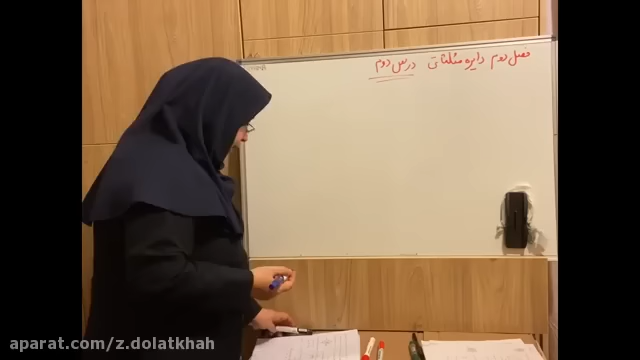 فصل دوم دایره مثلثاتی درس دوم
aparat.com/z.dolatkhah